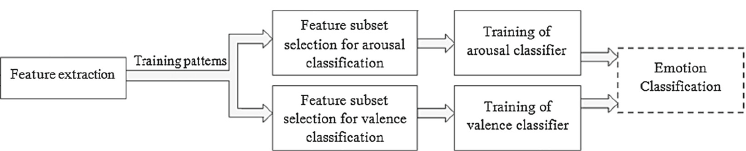 Feature extraction
Training patterns
Feature subset
selection for arousal
classification
Training of
arousal classifier
Feature subset
selection for valence
classification
Training of
valence classifier
Emotion
Classification